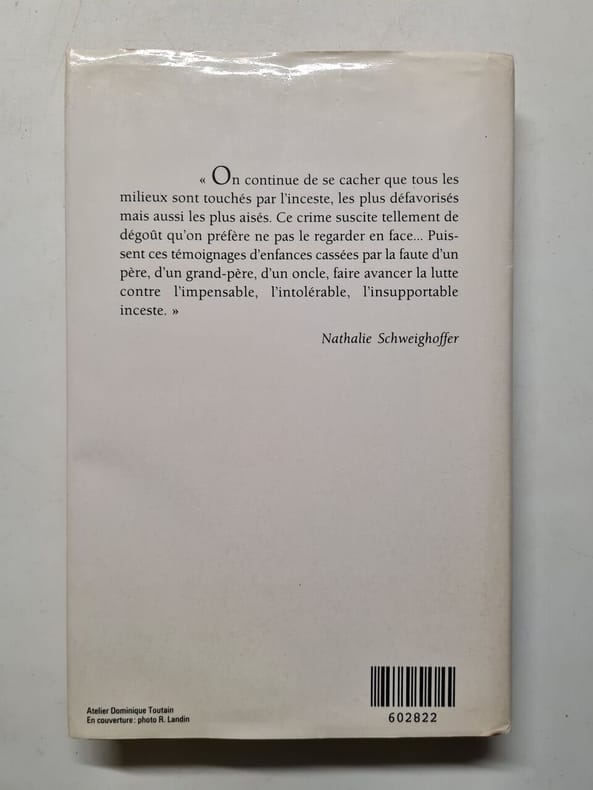 « On continue de se cacher que tous les
milieux sont touchés par l'inceste, les plus défavorisés
mais aussi les plus aisés. Ce crime suscite tellement de
dégoût qu'on préfère ne pas le regarder en face... Puis-
sent ces témoignages d'enfances cassées par la faute d'un
père, d'un grand-père, d'un oncle, faire avancer la lutte
contre l'impensable, l'intolérable, l'insupportable
inceste. »
Nathalie Schweighoffer
Atelier Dominique Toutain
En couverture : photo R. Landin
602822